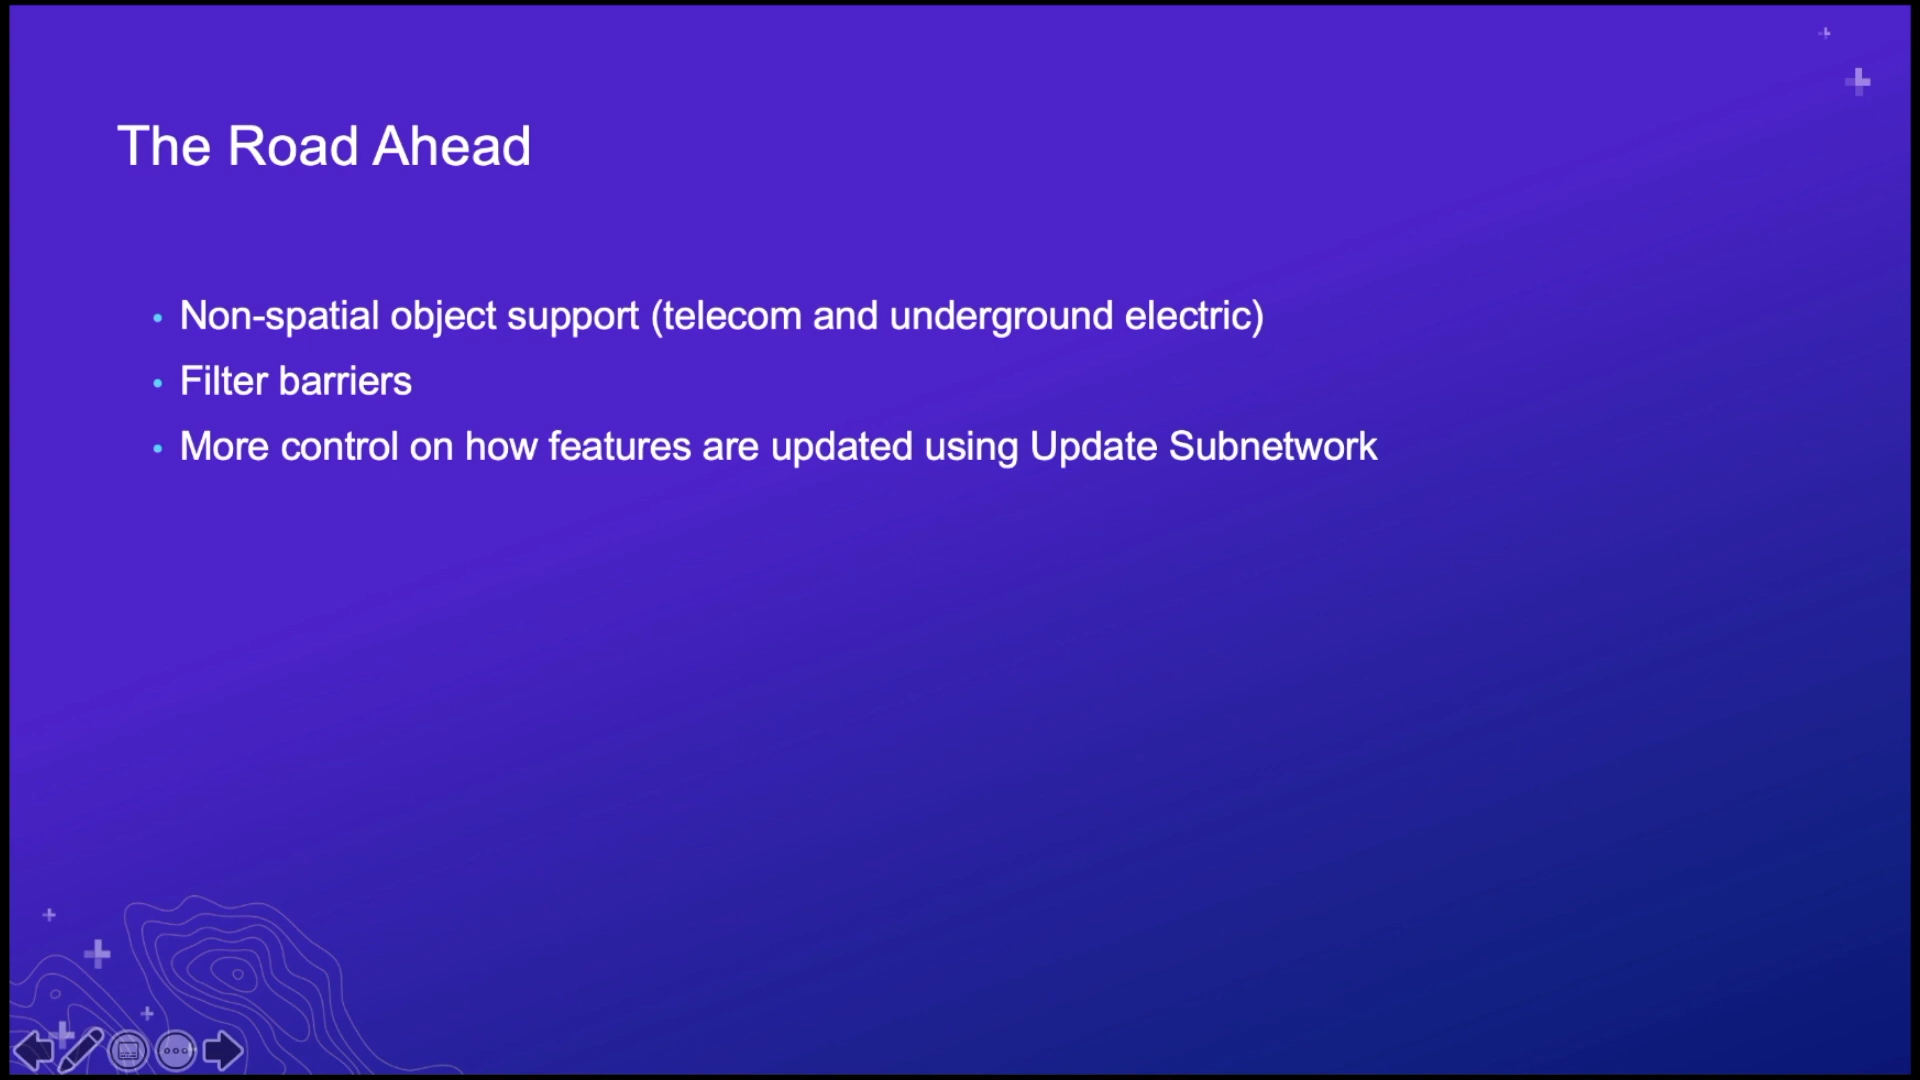 The Road Ahead
• Non-spatial object support (telecom and underground electric)
• Filter barriers
• More control on how features are updated using Update Subnetwork